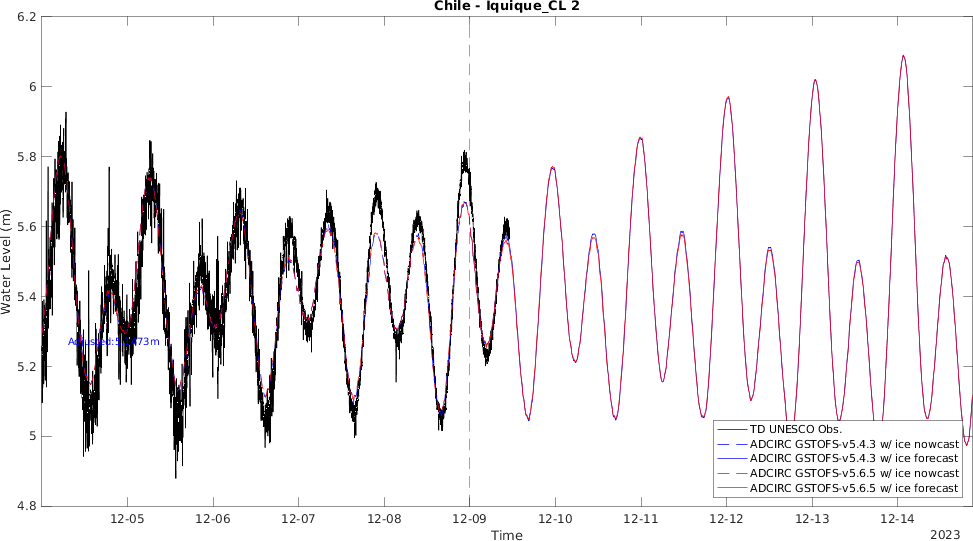 Chile - Iquique_CL 2
6.2
6
5.8
5.6
5.4
5.2
5
4.8
Water Level (m)
12-05 12-06 12-07 12-08 12-09 12-10 12-11 12-12 12-13 12-14
Time
2023
TD UNESCO Obs.
ADCIRC GSTOFS-v5.4.3 w/ ice nowcast
ADCIRC GSTOFS-v5.4.3 w/ ice forecast
ADCIRC GSTOFS-v5.6.5 w/ ice nowcast
ADCIRC GSTOFS-v5.6.5 w/ ice forecast